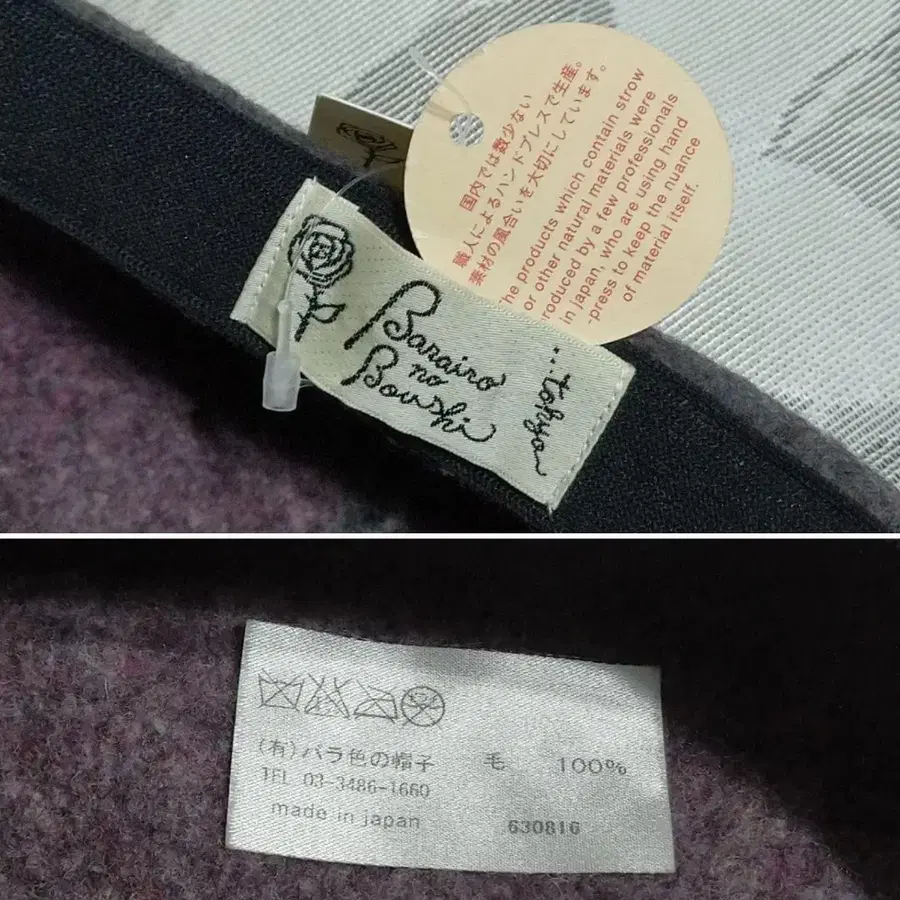 国内では数少ない
職人によるハンドプレスで生産。
素材の風合いを大切にしています。
he products which contain strow
or other natural materials were
roduced by a few professionals
in japan, who are using hand
-press to keep the nuance
of material itself.
Barairo
no
Boushi
...tokyo
(有)バラ色の帽子
毛 100%
TEL 03-3486-1660
made in japan
630816